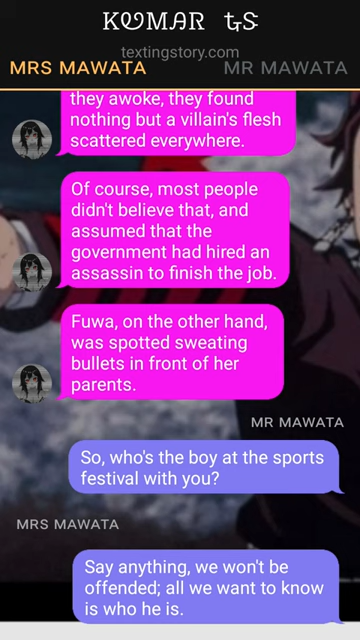 KUMAR TS
textingstory.com
MRS MAWATA MR MAWATA
they awoke, they found
nothing but a villain's flesh
scattered everywhere.
Of course, most people
didn't believe that, and
assumed that the
government had hired an
assassin to finish the job.
Fuwa, on the other hand,
was spotted sweating
bullets in front of her
parents.
MR MAWATA
So, who's the boy at the sports
festival with you?
MRS MAWATA
Say anything, we won't be
offended; all we want to know
is who he is.